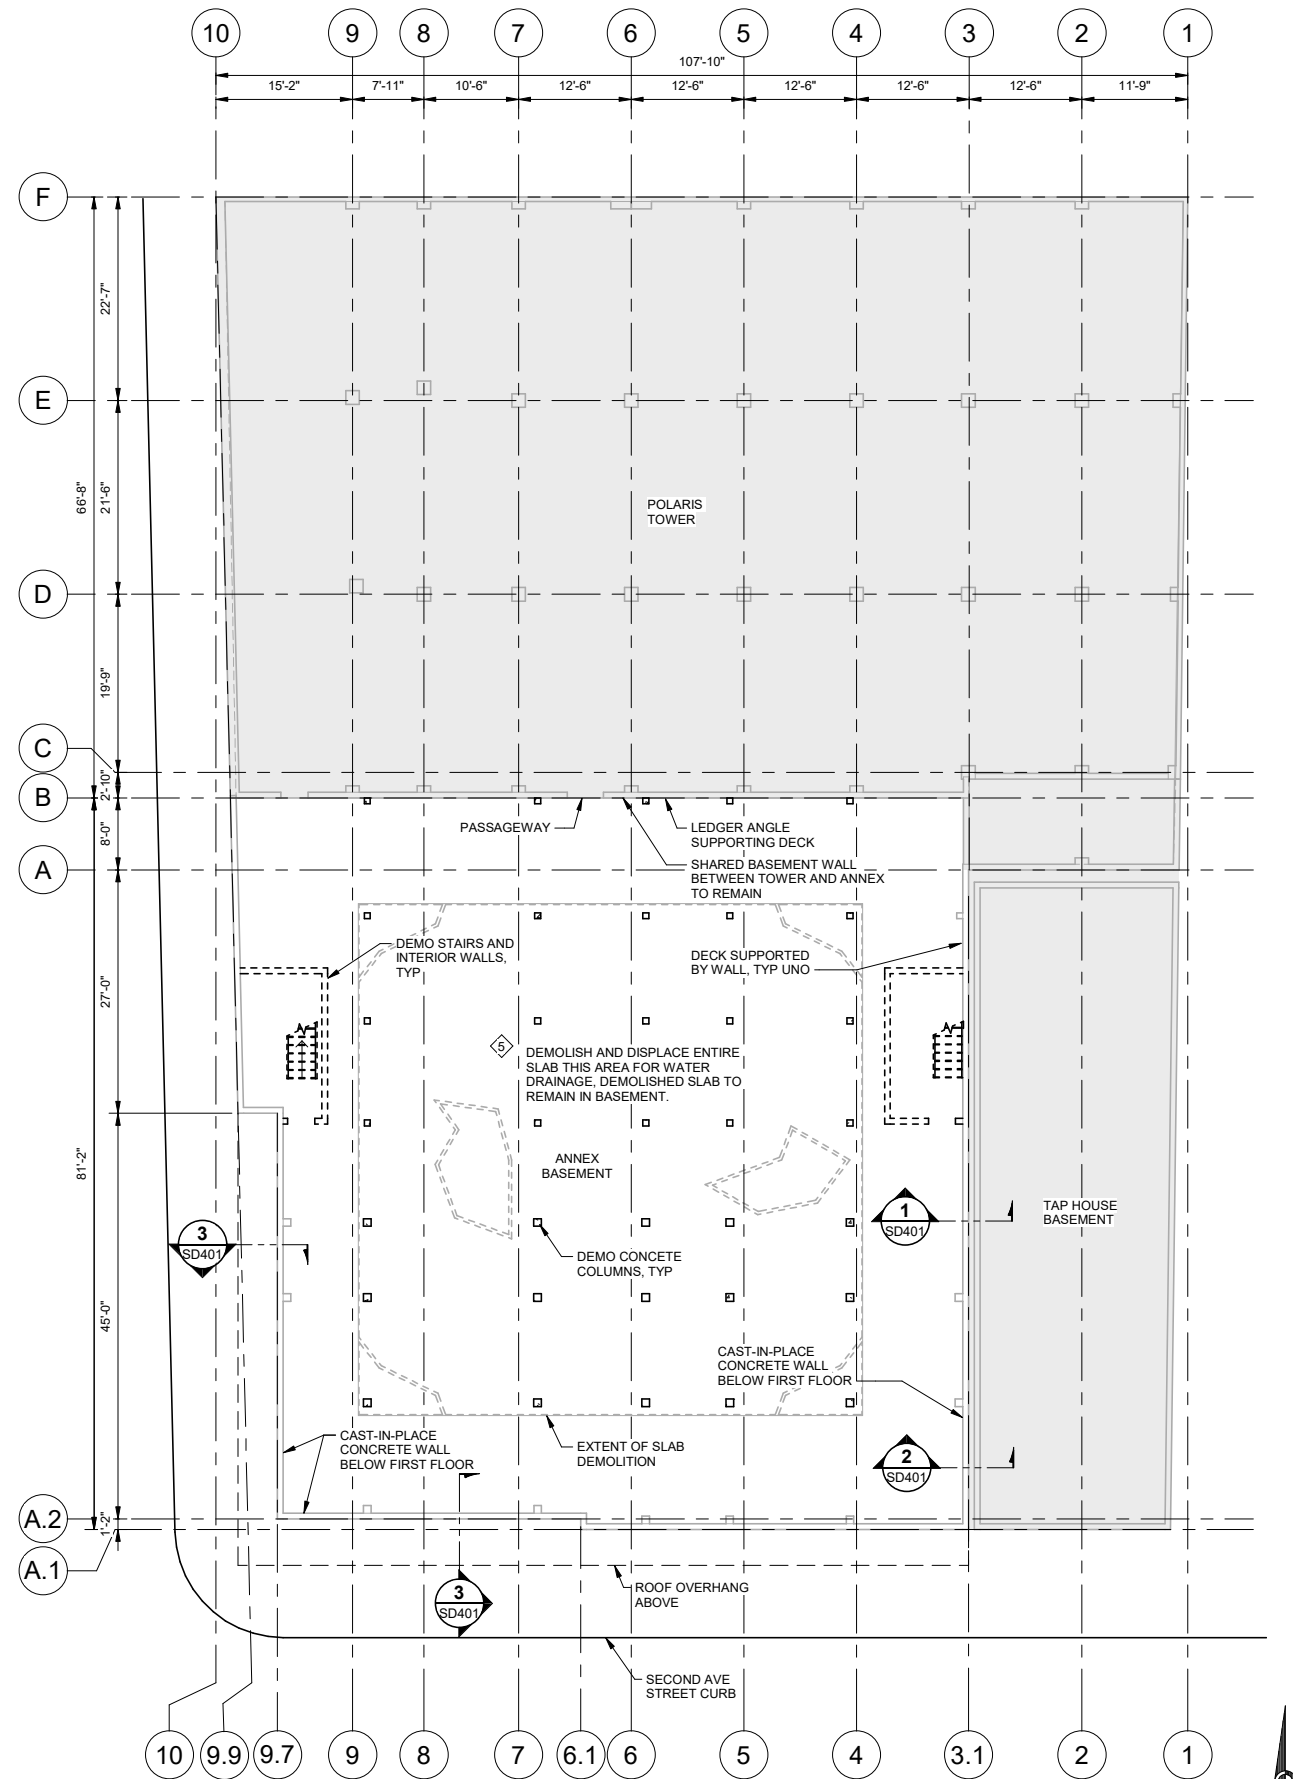 10
9
8
7
6
5
4
3
2
1
107'-10"
15'-2"
7'-11"
10'-6"
12'-6"
12'-6"
12'-6"
12'-6"
12'-6"
11'-9"
F
22'-7"
E
66'-8"
21'-6"
POLARIS
TOWER
D
19'-9"
C
2'-10"
B
8'-0"
A
PASSAGEWAY
LEDGER ANGLE
SUPPORTING DECK
SHARED BASEMENT WALL
BETWEEN TOWER AND ANNEX
TO REMAIN
DEMO STAIRS AND
INTERIOR WALLS,
TYP
DECK SUPPORTED
BY WALL, TYP UNO
27'-0"
5
DEMOLISH AND DISPLACE ENTIRE
SLAB THIS AREA FOR WATER
DRAINAGE, DEMOLISHED SLAB TO
REMAIN IN BASEMENT.
81'-2"
ANNEX
BASEMENT
TAP HOUSE
BASEMENT
1
SD401
3
SD401
DEMO CONCETE
COLUMNS, TYP
45'-0"
CAST-IN-PLACE
CONCRETE WALL
BELOW FIRST FLOOR
CAST-IN-PLACE
CONCRETE WALL
BELOW FIRST FLOOR
EXTENT OF SLAB
DEMOLITION
2
SD401
A.2
1'-2"
A.1
ROOF OVERHANG
ABOVE
3
SD401
SECOND AVE
STREET CURB
10
9.9
9.7
9
8
7
6.1
6
5
4
3.1
2
1